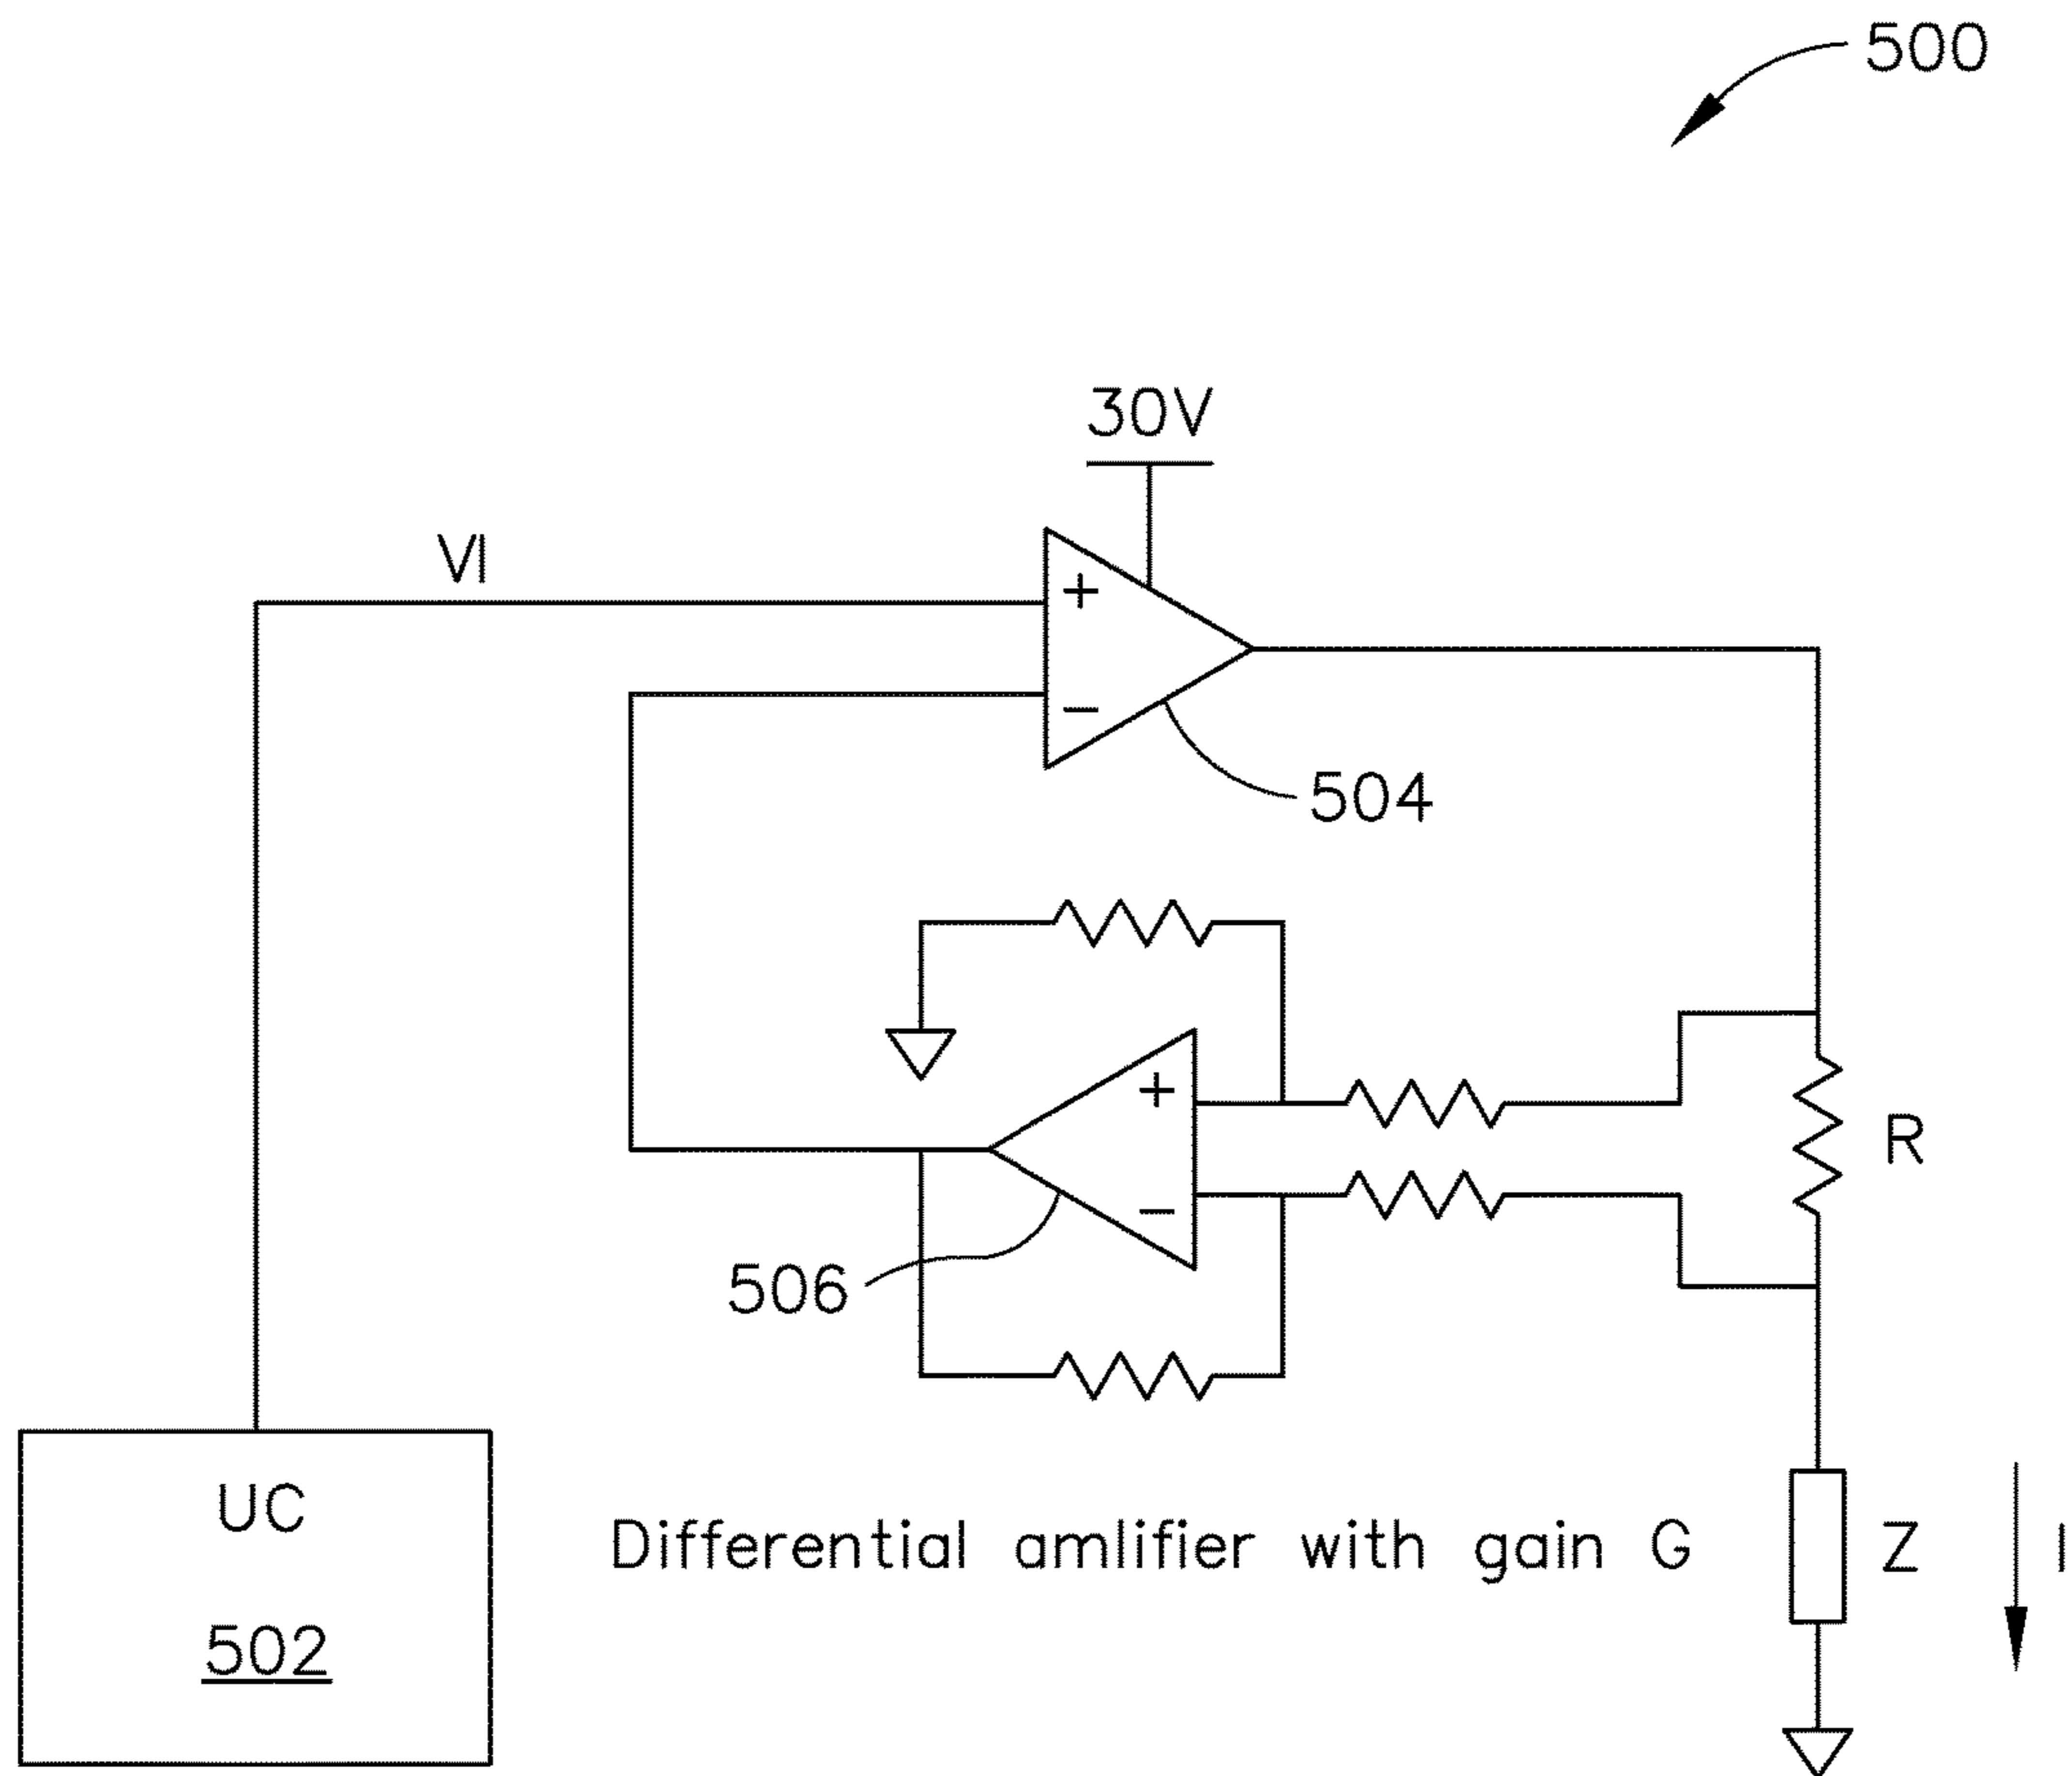 500
30V
VI
+
−
504
+
−
R
506
UC
502
Differential amlifier with gain G
Z
I